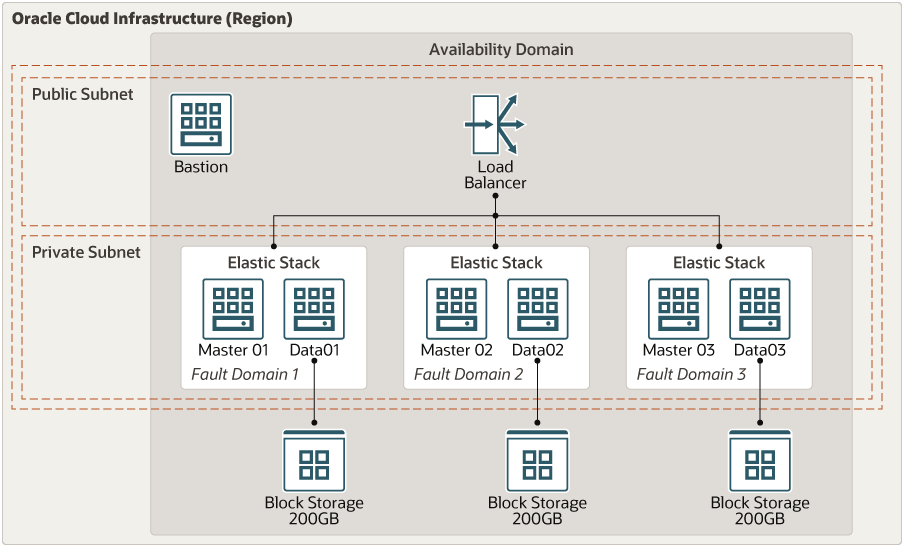 Oracle Cloud Infrastructure (Region)
Availability Domain
Public Subnet
Bastion
Load
Balancer
Private Subnet
Elastic Stack
Master 01
Data01
Fault Domain 1
Elastic Stack
Master 02
Data02
Fault Domain 2
Elastic Stack
Master 03
Data03
Fault Domain 3
Block Storage
200GB
Block Storage
200GB
Block Storage
200GB